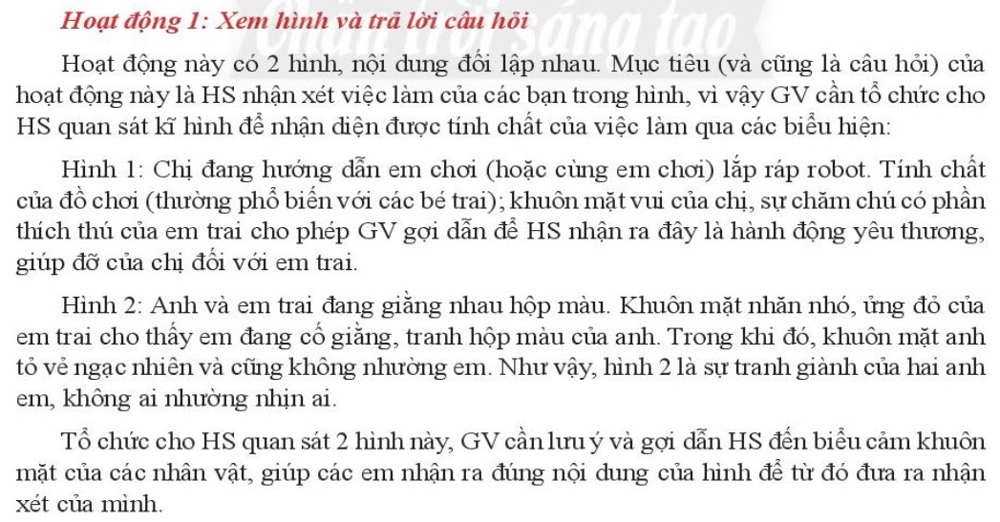 Hoạt động 1: Xem hình và trả lời câu hỏi
Chân trời sáng tạo
Hoạt động này có 2 hình, nội dung đối lập nhau. Mục tiêu (và cũng là câu hỏi) của
hoạt động này là HS nhận xét việc làm của các bạn trong hình, vì vậy GV cần tổ chức cho
HS quan sát kĩ hình để nhận diện được tính chất của việc làm qua các biểu hiện:
Hình 1: Chị đang hướng dẫn em chơi (hoặc cùng em chơi) lắp ráp robot. Tính chất
của đồ chơi (thường phổ biến với các bé trai); khuôn mặt vui của chị, sự chăm chú có phần
thích thú của em trai cho phép GV gợi dẫn để HS nhận ra đây là hành động yêu thương,
giúp đỡ của chị đối với em trai.
Hình 2: Anh và em trai đang giằng nhau hộp màu. Khuôn mặt nhăn nhó, ửng đỏ của
em trai cho thấy em đang cố giằng, tranh hộp màu của anh. Trong khi đó, khuôn mặt anh
tỏ vẻ ngạc nhiên và cũng không nhường em. Như vậy, hình 2 là sự tranh giành của hai anh
em, không ai nhường nhịn ai.
Tổ chức cho HS quan sát 2 hình này, GV cần lưu ý và gợi dẫn HS đến biểu cảm khuôn
mặt của các nhân vật, giúp các em nhận ra đúng nội dung của hình để từ đó đưa ra nhận
xét của mình.